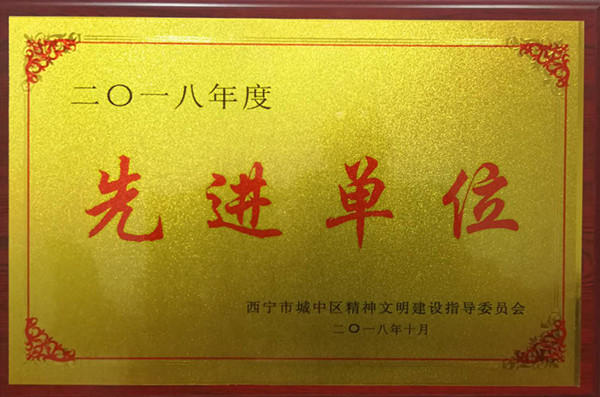 二〇一八年度
先进单位
西宁市城中区精神文明建设指导委员会
二〇一八年十月